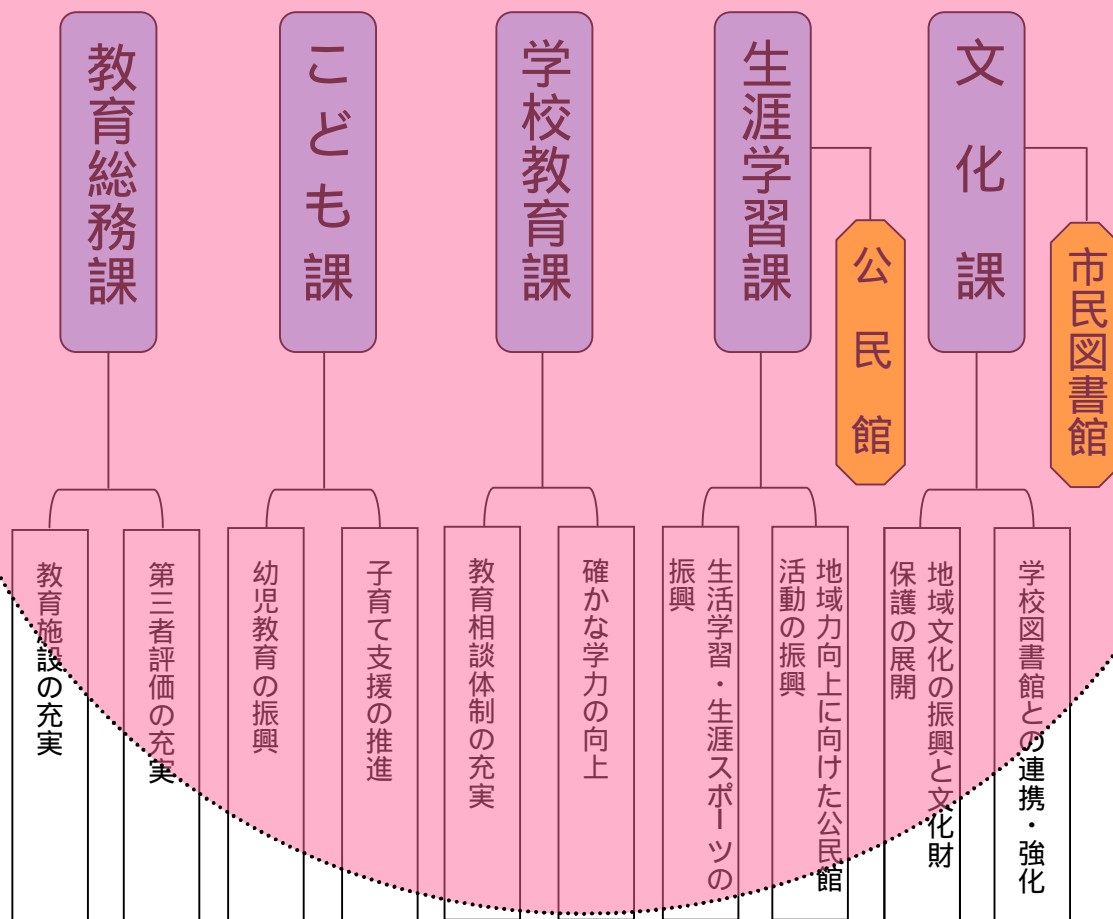 教育総務課
こども課
学校教育課
生涯学習課
公民館
文化課
市民図書館
教育施設の充実
第三者評価の充実
幼児教育の振興
子育て支援の推進
教育相談体制の充実
確かな学力の向上
生活学習・生涯スポーツの
振興
地域力向上に向けた公民館
活動の振興
地域文化の振興と文化財
保護の展開
学校図書館との連携・強化